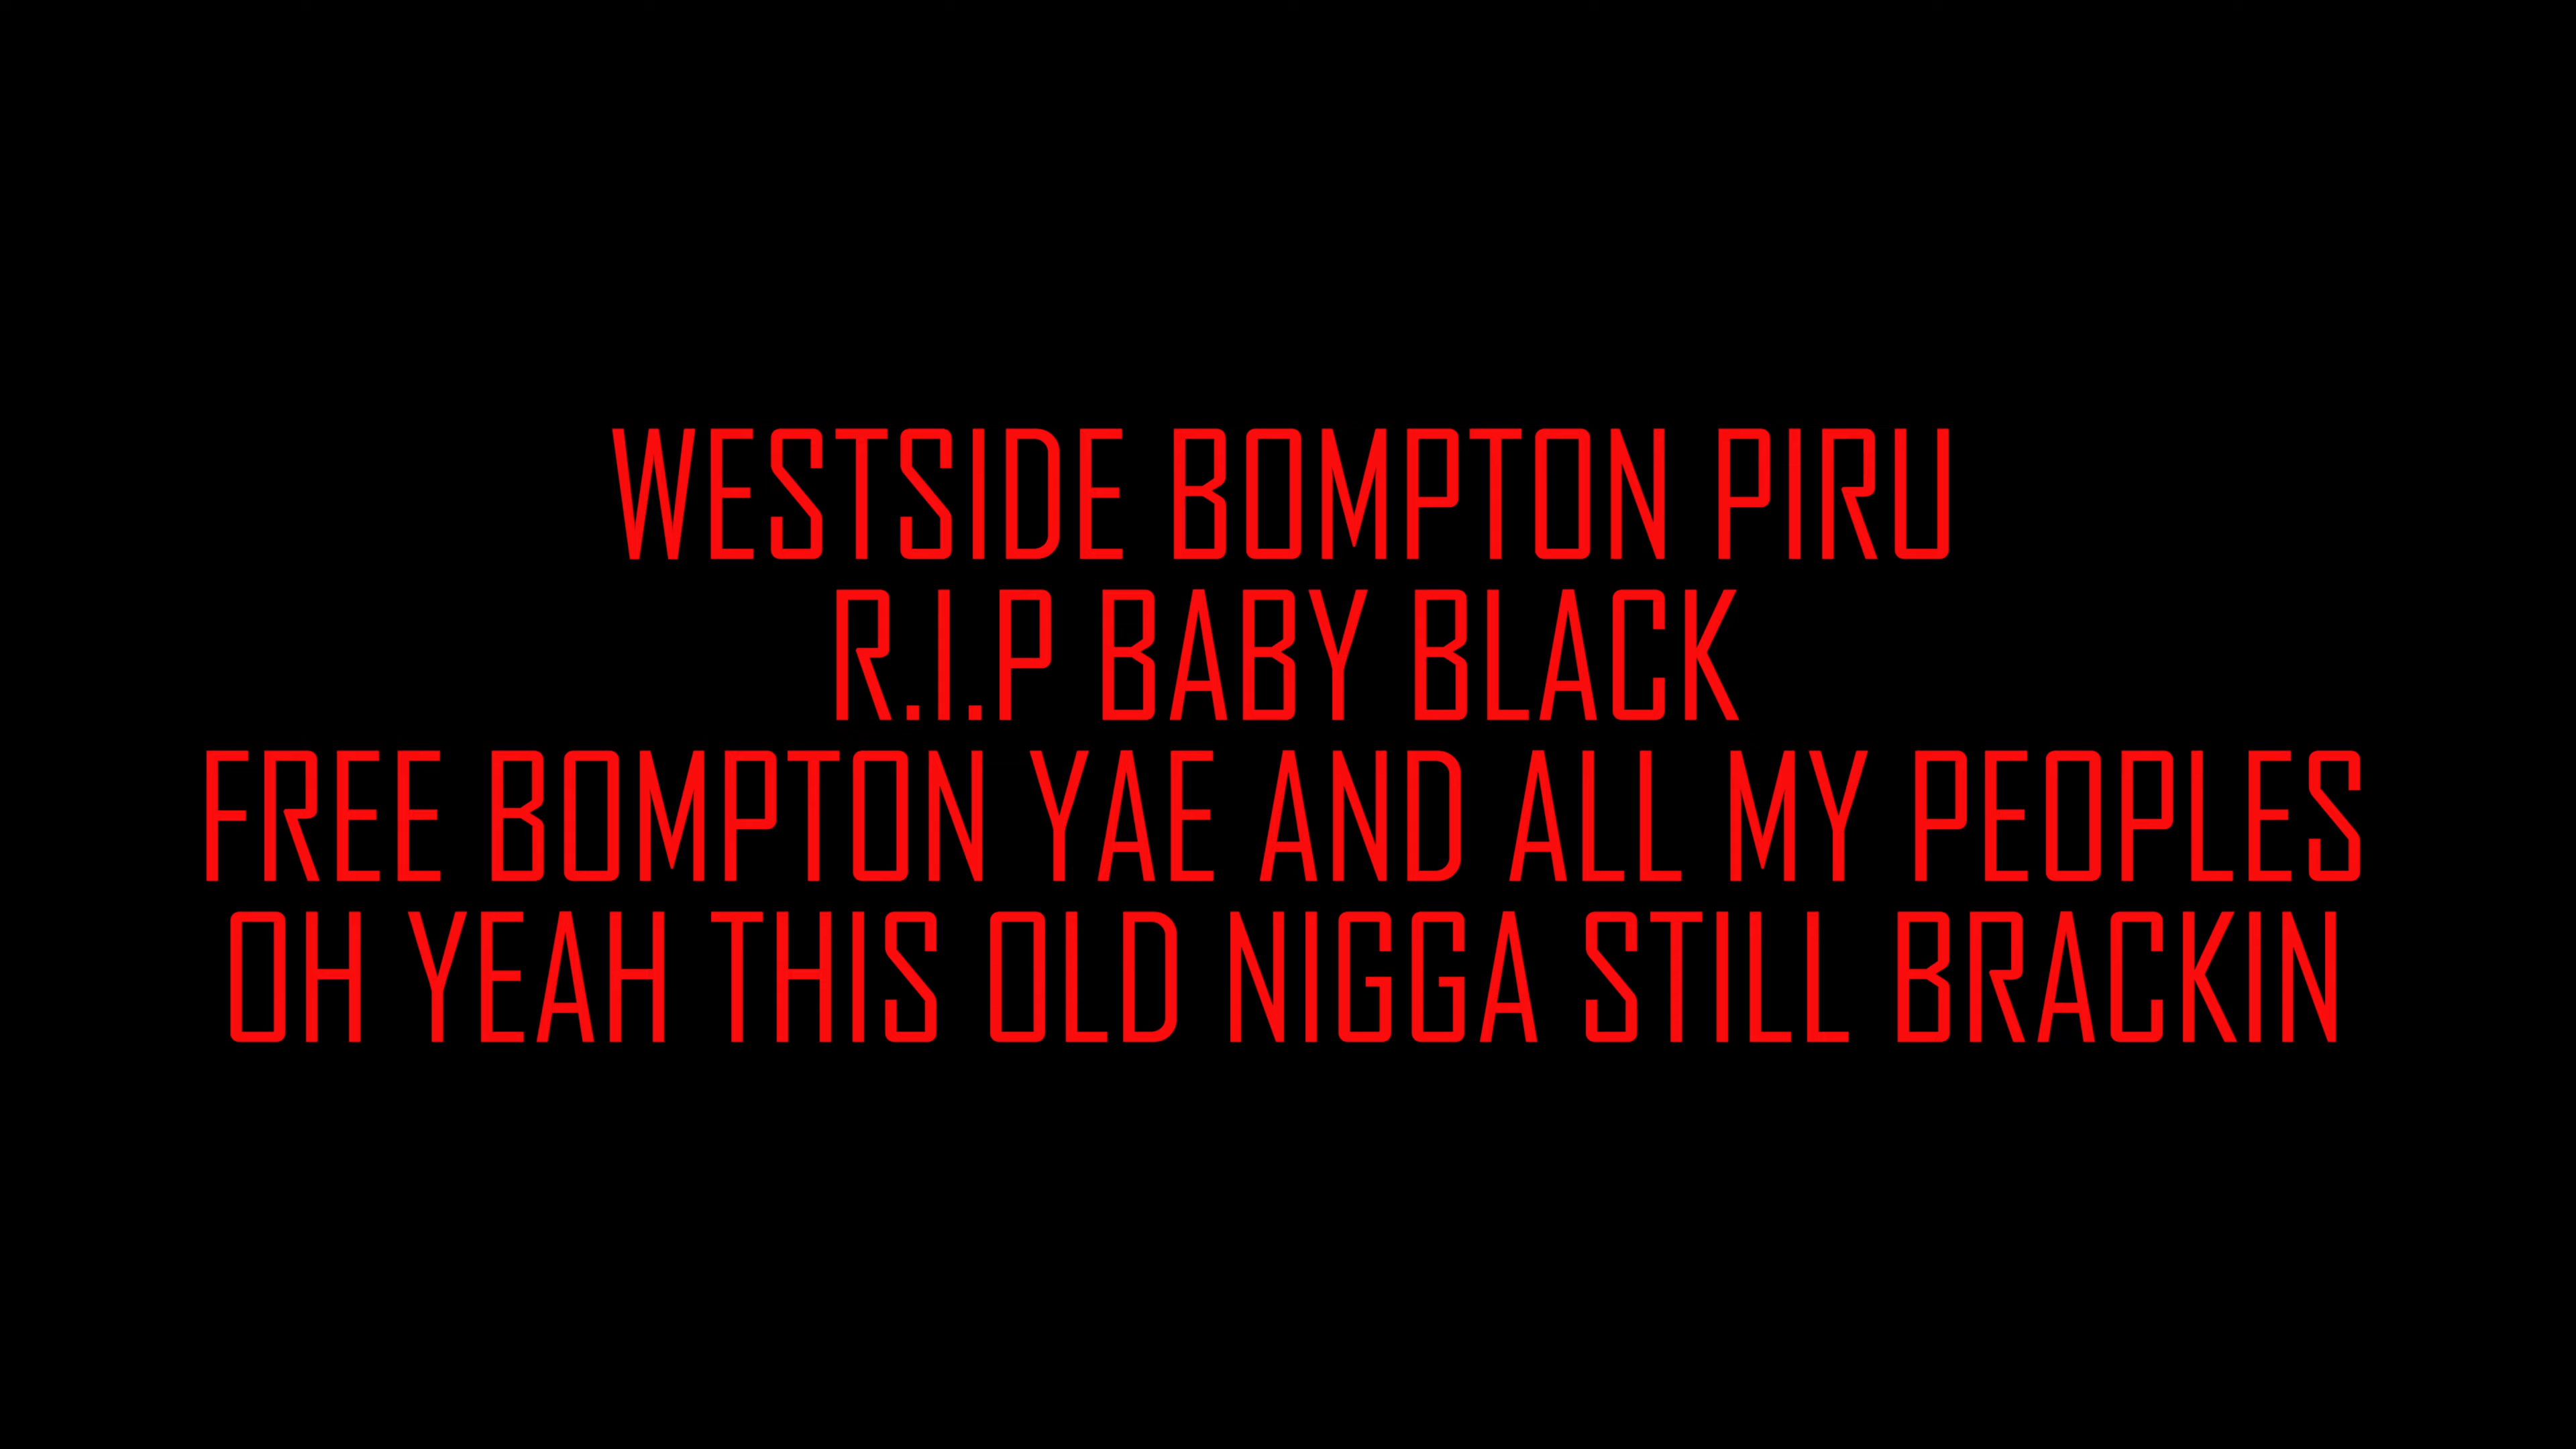 WESTSIDE BOMPTON PIRU
R.I.P BABY BLACK
FREE BOMPTON YAE AND ALL MY PEOPLES
OH YEAH THIS OLD NIGGA STILL BRACKIN